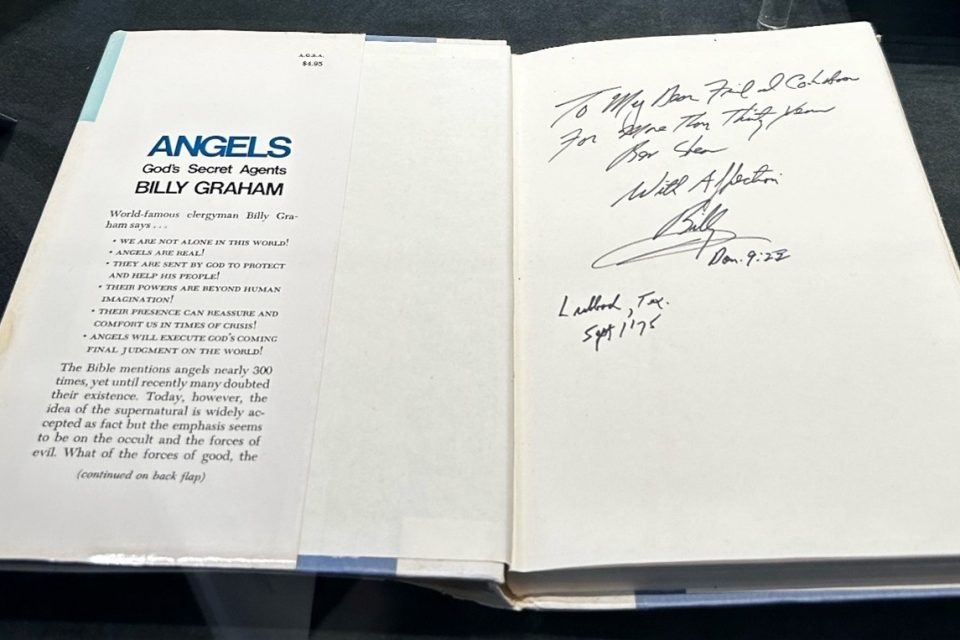 A.G.S.A.
$4.95
ANGELS
God's Secret Agents
BILLY GRAHAM
World-famous clergyman Billy Gra-
ham says . . .
• WE ARE NOT ALONE IN THIS WORLD!
• ANGELS ARE REAL!
• THEY ARE SENT BY GOD TO PROTECT
AND HELP HIS PEOPLE!
• THEIR POWERS ARE BEYOND HUMAN
IMAGINATION!
• THEIR PRESENCE CAN REASSURE AND
COMFORT US IN TIMES OF CRISIS!
• ANGELS WILL EXECUTE GOD'S COMING
FINAL JUDGMENT ON THE WORLD!
The Bible mentions angels nearly 300
times, yet until recently many doubted
their existence. Today, however, the
idea of the supernatural is widely ac-
cepted as fact but the emphasis seems
to be on the occult and the forces of
evil. What of the forces of good, the
(continued on back flap)
To My Dear Friend
For More Than Thirty Years
Bev Shea
With Affection
Billy
Dan. 9:22
Lubbock, Tex.
Sept 1 '75